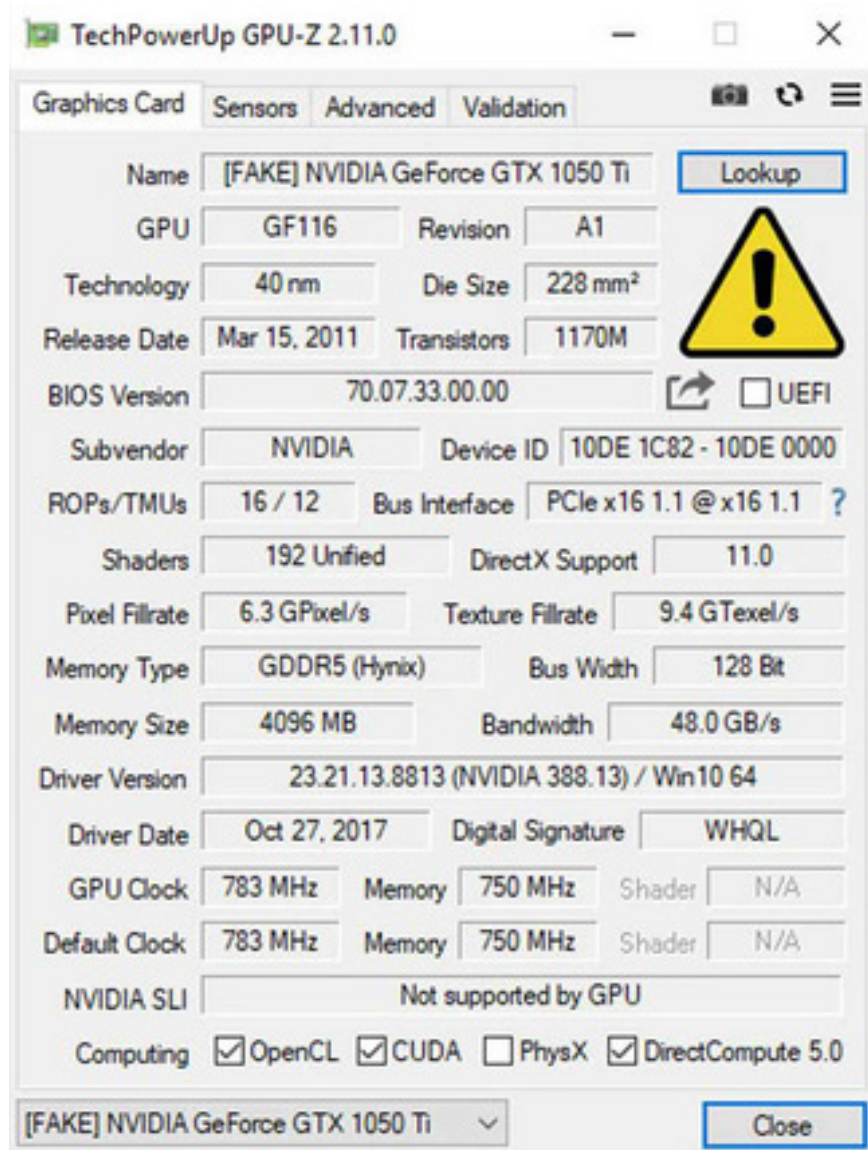 TechPowerUp GPU-Z 2.11.0
Graphics Card Sensors Advanced Validation
Name [FAKE] NVIDIA GeForce GTX 1050 Ti Lookup
GPU GF116 Revision A1
Technology 40 nm Die Size 228 mm²
Release Date Mar 15, 2011 Transistors 1170M
BIOS Version 70.07.33.00.00 UEFI
Subvendor NVIDIA Device ID 10DE 1C82 - 10DE 0000
ROPs/TMUs 16 / 12 Bus Interface PCIe x16 1.1 @ x16 1.1 ?
Shaders 192 Unified DirectX Support 11.0
Pixel Fillrate 6.3 GPixel/s Texture Fillrate 9.4 GTexel/s
Memory Type GDDR5 (Hynix) Bus Width 128 Bit
Memory Size 4096 MB Bandwidth 48.0 GB/s
Driver Version 23.21.13.8813 (NVIDIA 388.13) / Win10 64
Driver Date Oct 27, 2017 Digital Signature WHQL
GPU Clock 783 MHz Memory 750 MHz Shader N/A
Default Clock 783 MHz Memory 750 MHz Shader N/A
NVIDIA SLI Not supported by GPU
Computing OpenCL CUDA PhysX DirectCompute 5.0
[FAKE] NVIDIA GeForce GTX 1050 Ti Close